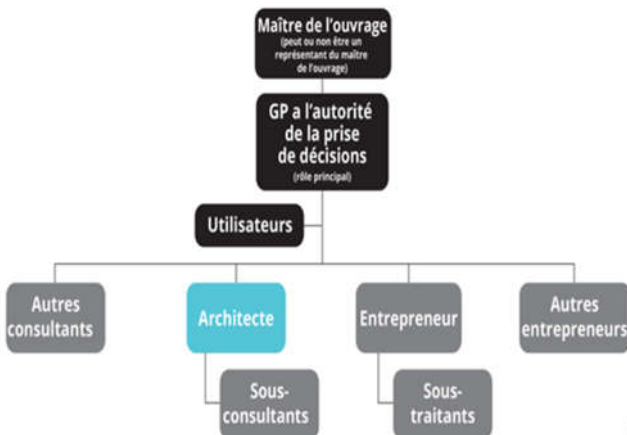 Maître de l'ouvrage
(peut ou non être un
représentant du maître
de l'ouvrage)
GP a l'autorité
de la prise
de décisions
(rôle principal)
Utilisateurs
Autres
consultants
Architecte
Entrepreneur
Autres
entrepreneurs
Sous-
consultants
Sous-
traitants